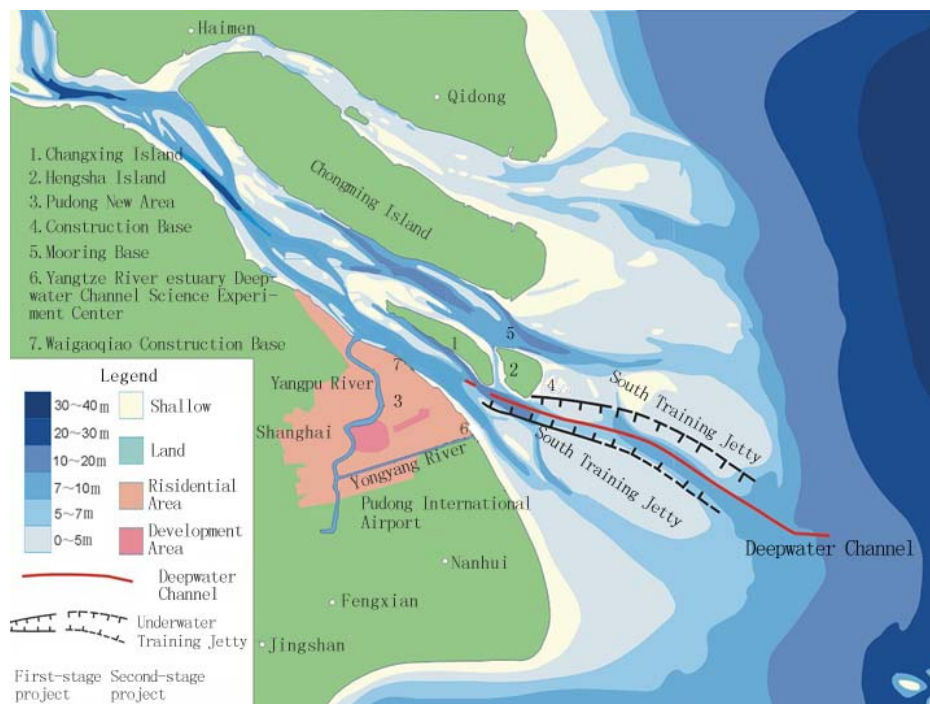 Haimen
Qidong
1. Changxing Island
2. Hengsha Island
3. Pudong New Area
4. Construction Base
5. Mooring Base
6. Yangtze River estuary Deep-
water Channel Science Experi-
ment Center
7. Waigaoqiao Construction Base
Chongming Island
5
1
2
4
7
3
6
South Training Jetty
South Training Jetty
Yangpu River
Shanghai
Yongyang River
Pudong International
Airport
Deepwater Channel
Nanhui
Fengxian
Jingshan
Legend
30～40m
20～30m
10～20m
7～10m
5～7m
0～5m
Shallow
Land
Risidential
Area
Development
Area
Deepwater
Channel
Underwater
Training Jetty
First-stage
project
Second-stage
project